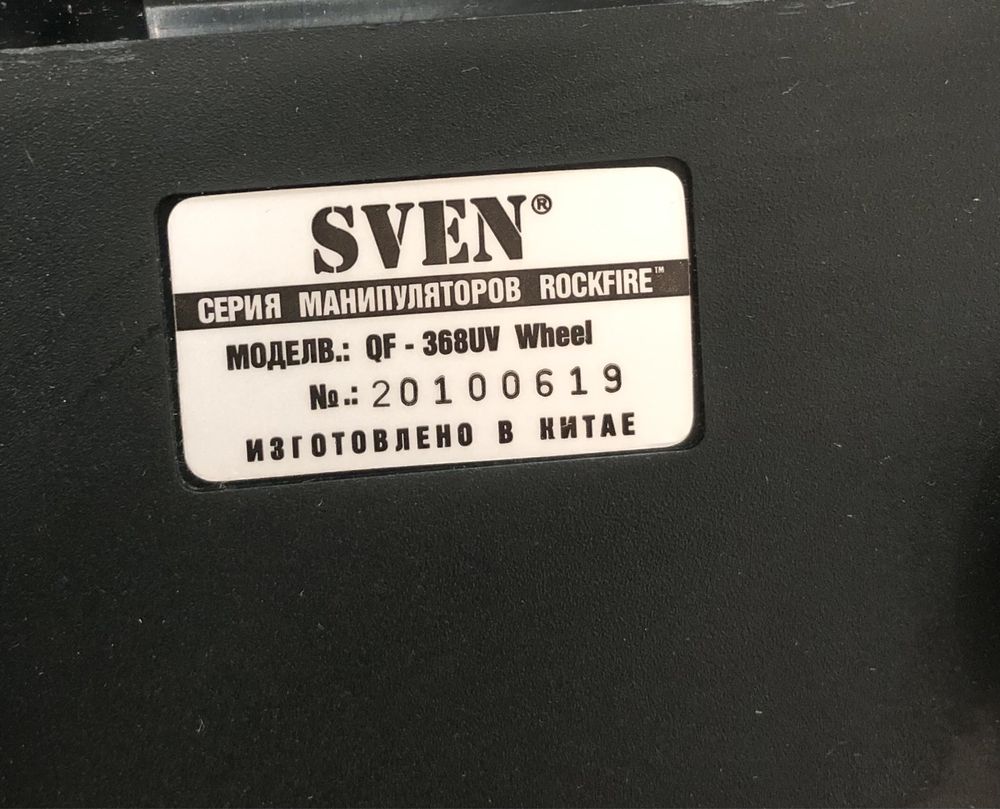 SVEN®
СЕРИЯ МАНИПУЛЯТОРОВ ROCKFIRE™
МОДЕЛВ.: QF - 368UV Wheel
№.: 20100619
ИЗГОТОВЛЕНО В КИТАЕ